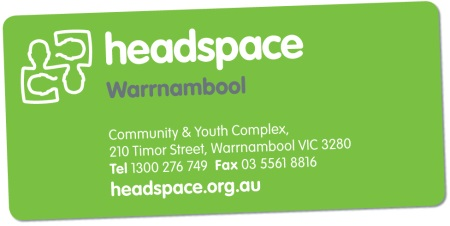 headspace
Warrnambool
Community & Youth Complex,
210 Timor Street, Warrnambool VIC 3280
Tel 1300 276 749 Fax 03 5561 8816
headspace.org.au